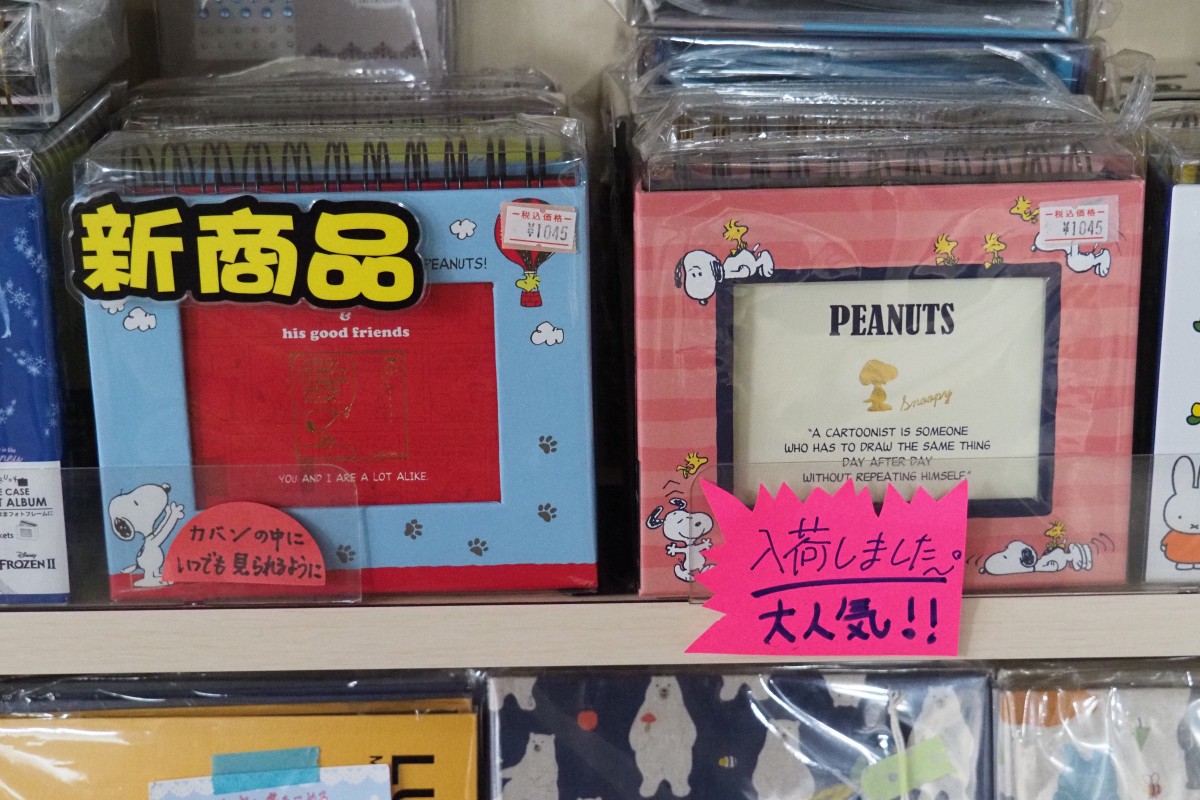 新商品
税込価格
¥1045
PEANUTS!
&
his good friends
YOU AND I ARE A LOT ALIKE.
カバンの中に
いつでも見られるように
税込価格
¥1045
PEANUTS
Snoopy
"A CARTOONIST IS SOMEONE
WHO HAS TO DRAW THE SAME THING
DAY AFTER DAY
WITHOUT REPEATING HIMSELF"
入荷しました。
大人気!!
CASE
ALBUM
Disney
FROZEN II